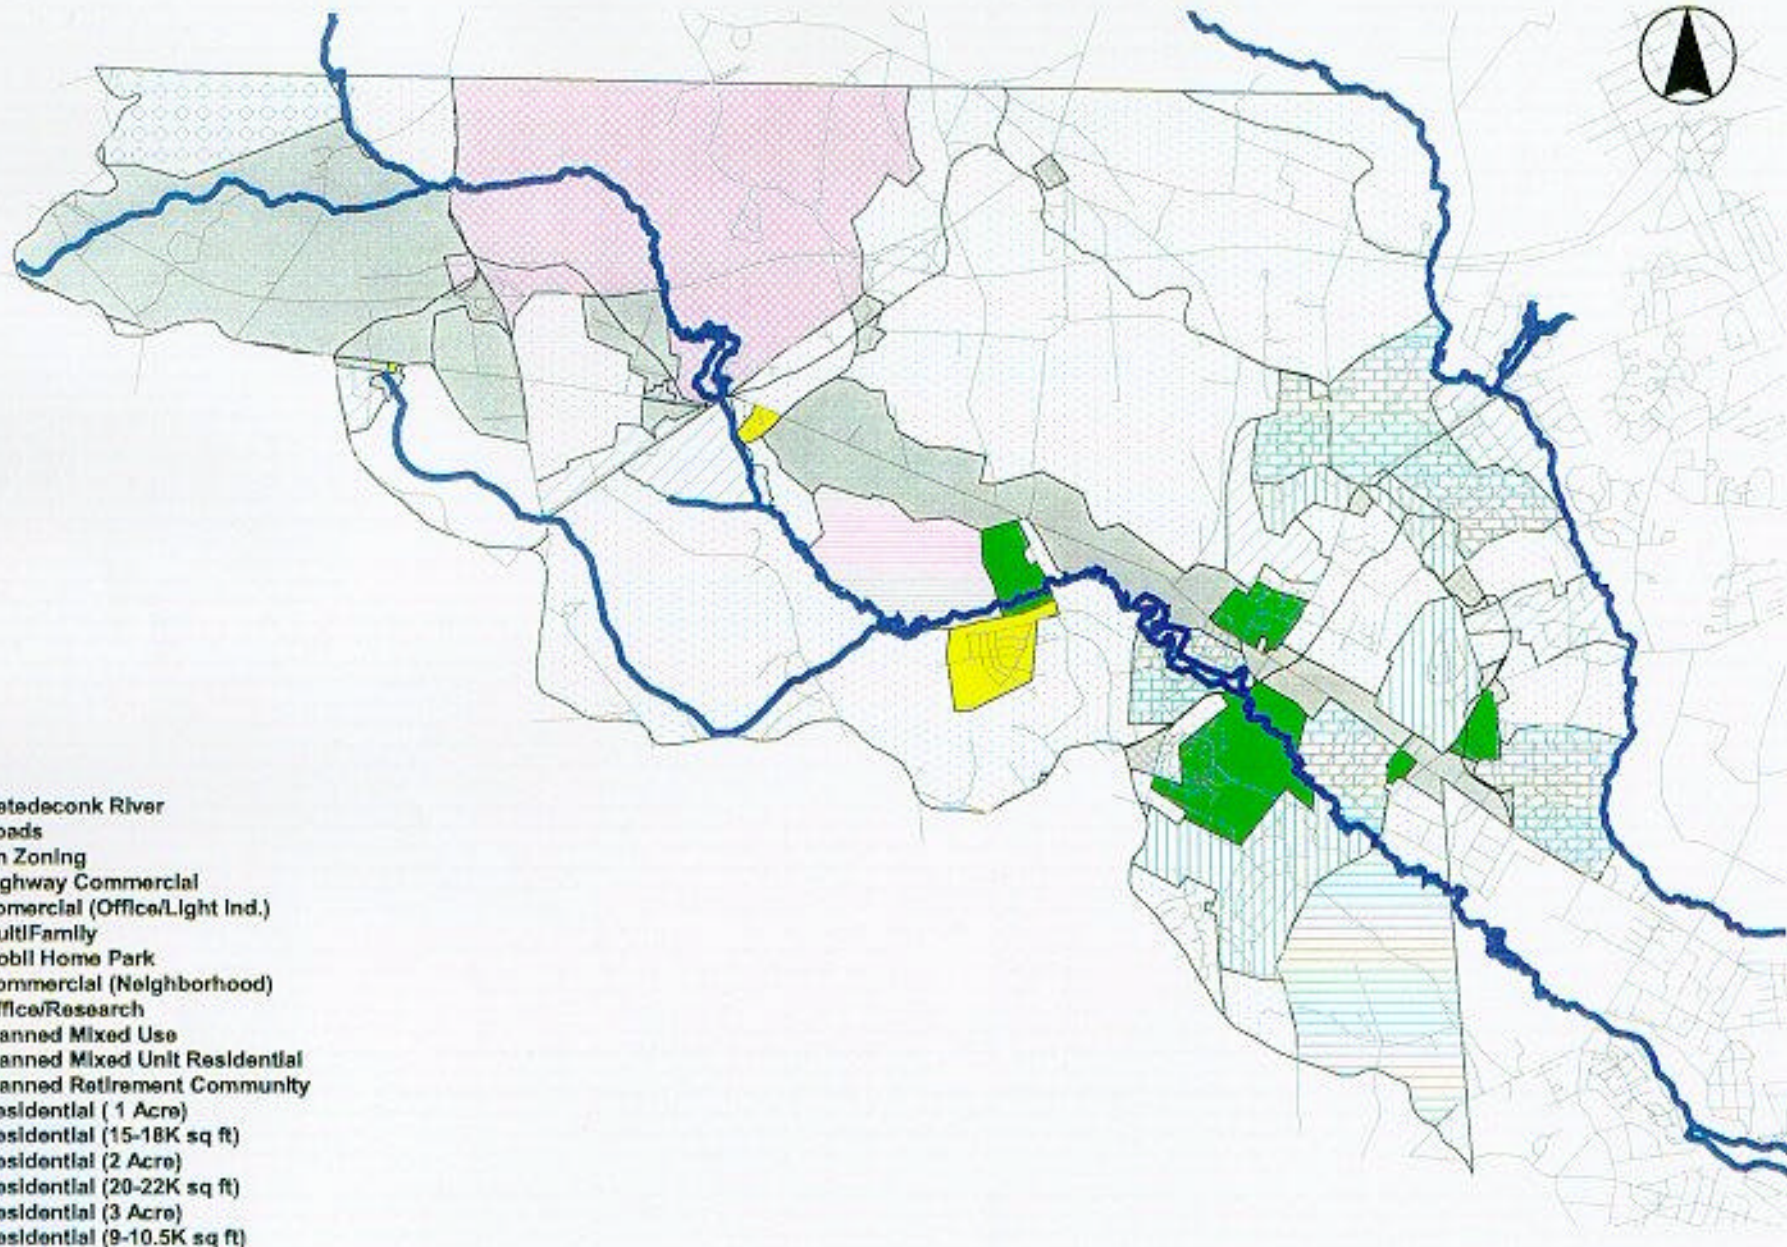 etedeconk River
oads
n Zoning
ighway Commercial
omercial (Office/Light Ind.)
ultiFamily
obil Home Park
ommercial (Neighborhood)
ffice/Research
anned Mixed Use
anned Mixed Unit Residential
anned Retirement Community
esidential ( 1 Acre)
esidential (15-18K sq ft)
esidential (2 Acre)
esidential (20-22K sq ft)
esidential (3 Acre)
esidential (9-10.5K sq ft)